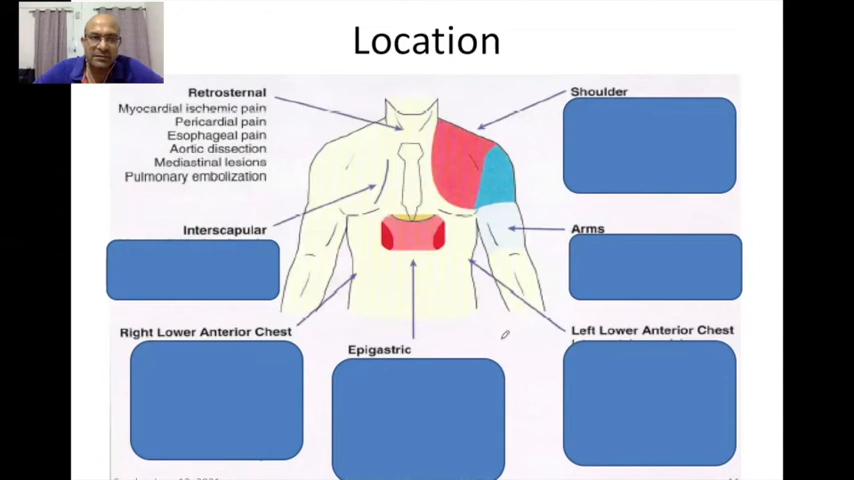 Location
Retrosternal
Myocardial ischemic pain
Pericardial pain
Esophageal pain
Aortic dissection
Mediastinal lesions
Pulmonary embolization
Shoulder
Interscapular
Arms
Right Lower Anterior Chest
Epigastric
Left Lower Anterior Chest